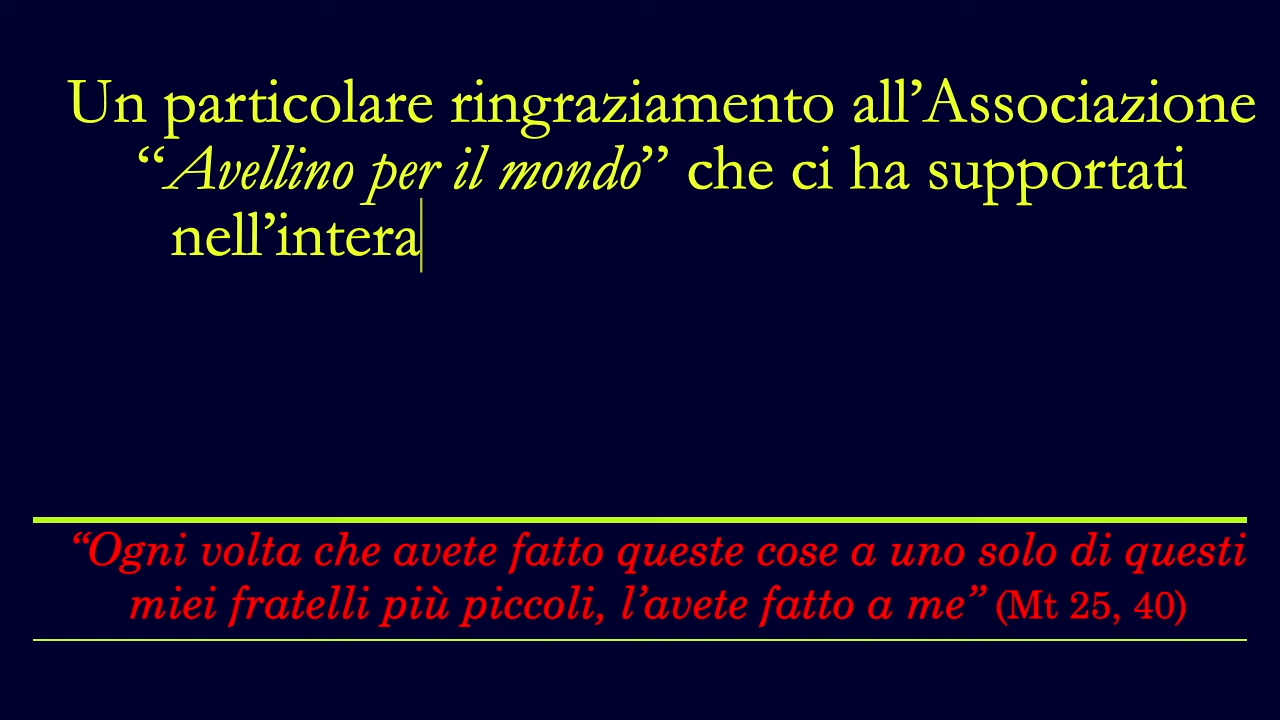 Un particolare ringraziamento all’Associazione
“Avellino per il mondo” che ci ha supportati
nell’intera
“Ogni volta che avete fatto queste cose a uno solo di questi
miei fratelli più piccoli, l’avete fatto a me” (Mt 25, 40)